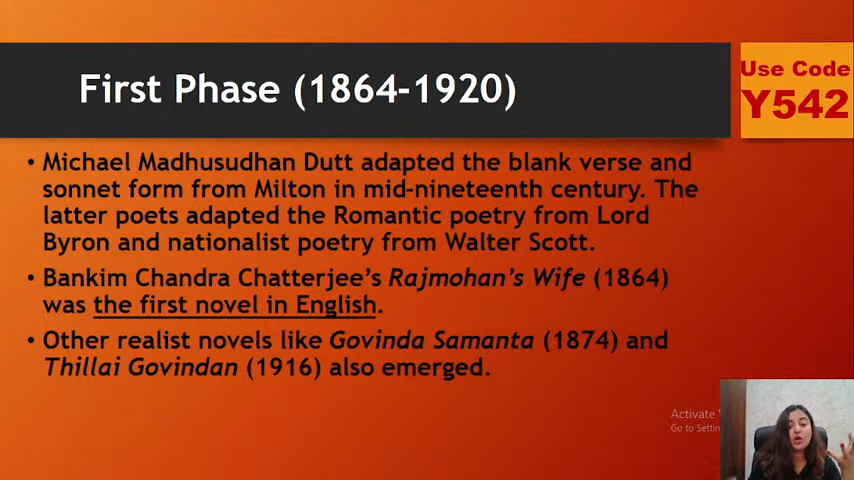 First Phase (1864-1920)
Use Code
Y542
• Michael Madhusudhan Dutt adapted the blank verse and
sonnet form from Milton in mid-nineteenth century. The
latter poets adapted the Romantic poetry from Lord
Byron and nationalist poetry from Walter Scott.
• Bankim Chandra Chatterjee's Rajmohan's Wife (1864)
was the first novel in English.
• Other realist novels like Govinda Samanta (1874) and
Thillai Govindan (1916) also emerged.
Activate
Go to Settin